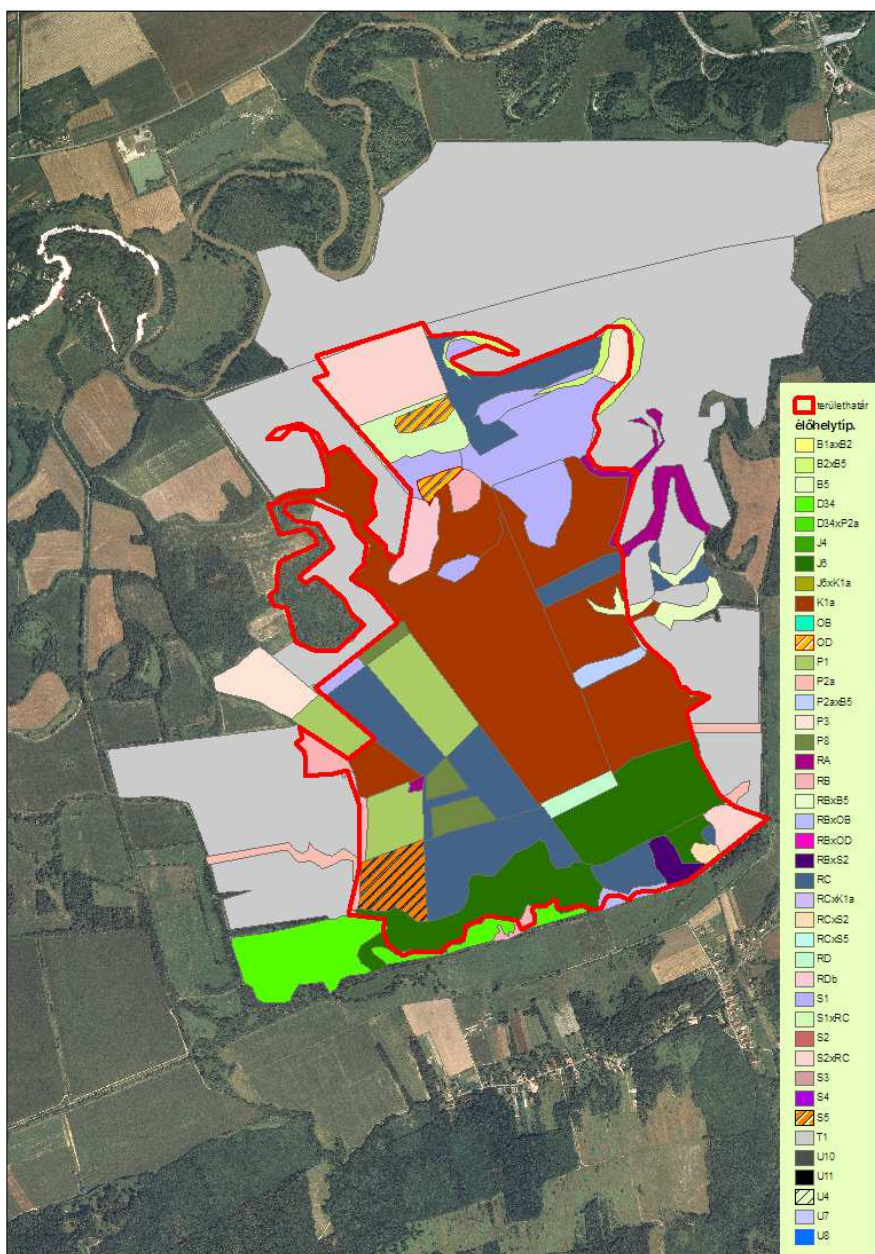 területhatár
élőhelytíp.
B1axB2
B2xB5
B5
D34
D34xP2a
J4
J6
J6xK1a
K1a
OB
OD
P1
P2a
P2axB5
P3
P8
RA
RB
RBxB5
RBxOB
RBxOD
RBxS2
RC
RCxK1a
RCxS2
RCxS5
RD
RDb
S1
S1xRC
S2
S2xRC
S3
S4
S5
T1
U10
U11
U4
U7
U8